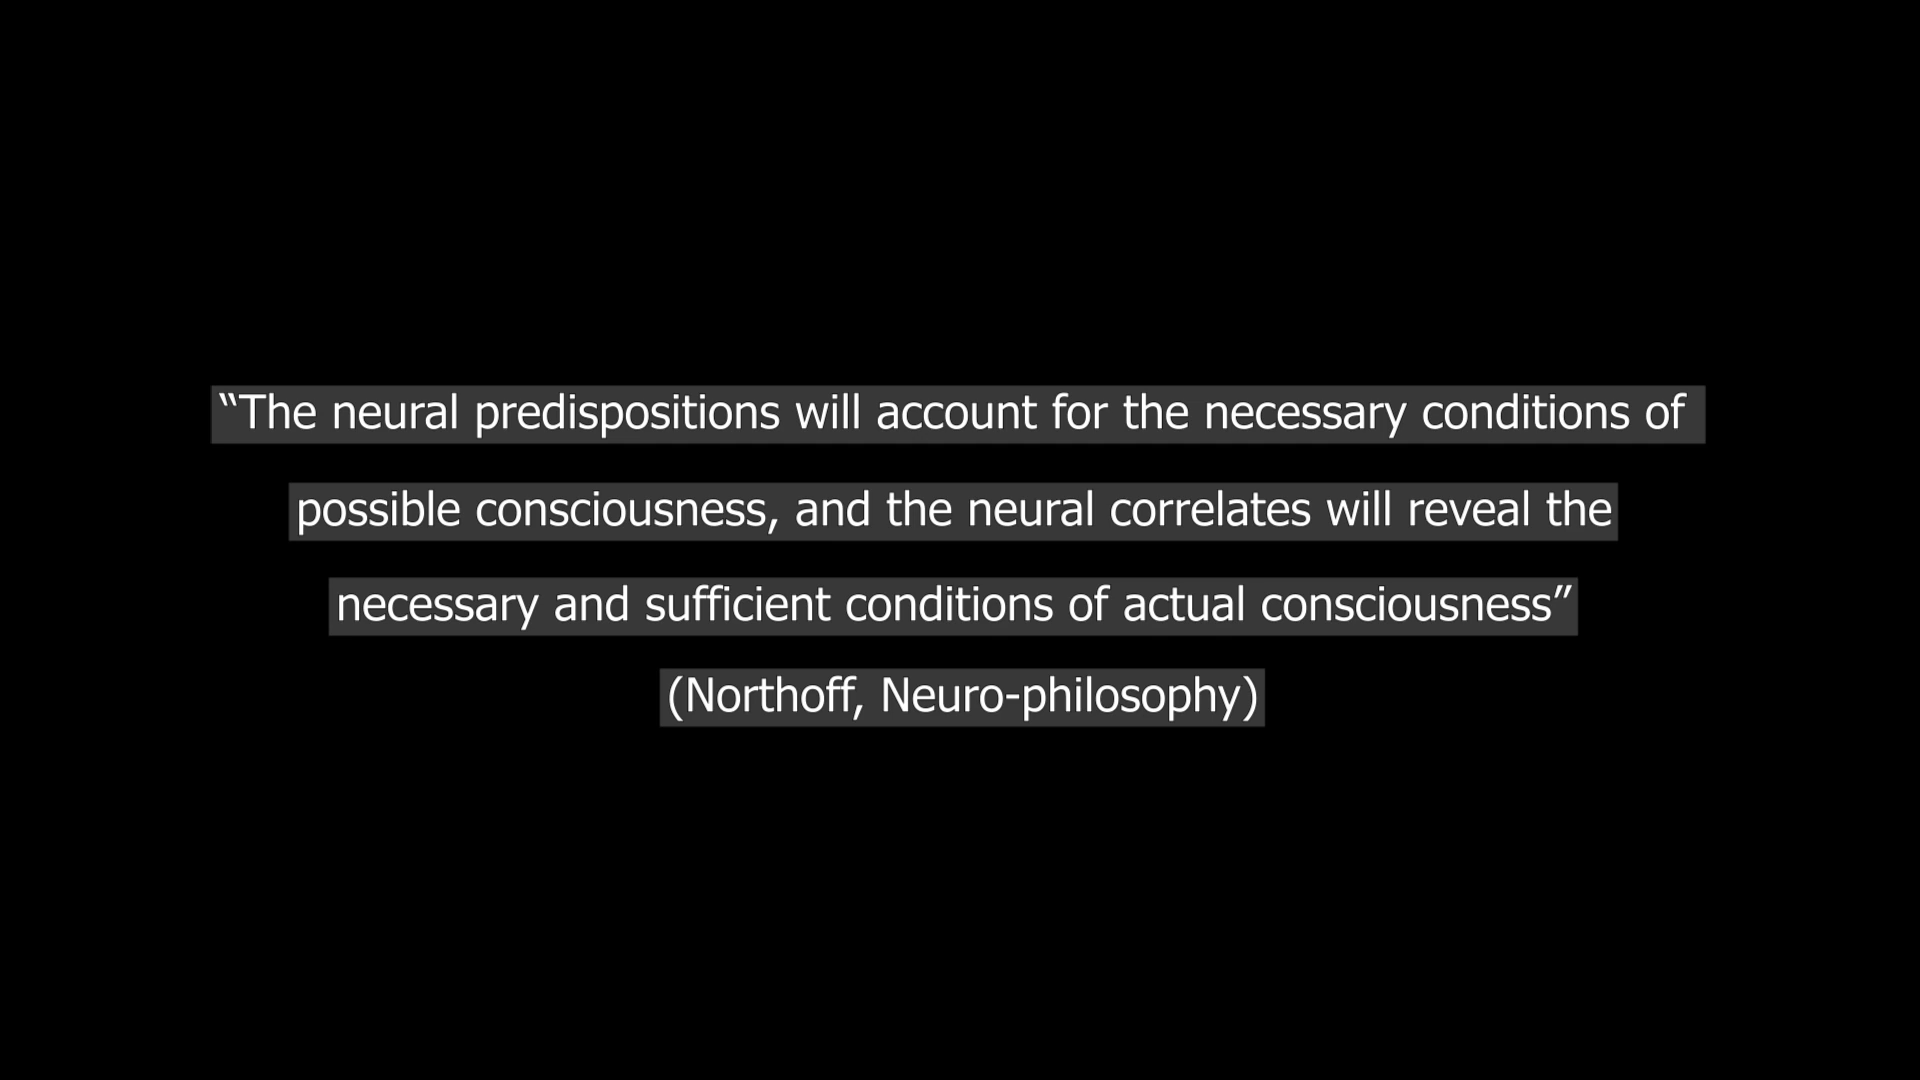 “The neural predispositions will account for the necessary conditions of
possible consciousness, and the neural correlates will reveal the
necessary and sufficient conditions of actual consciousness”
(Northoff, Neuro-philosophy)